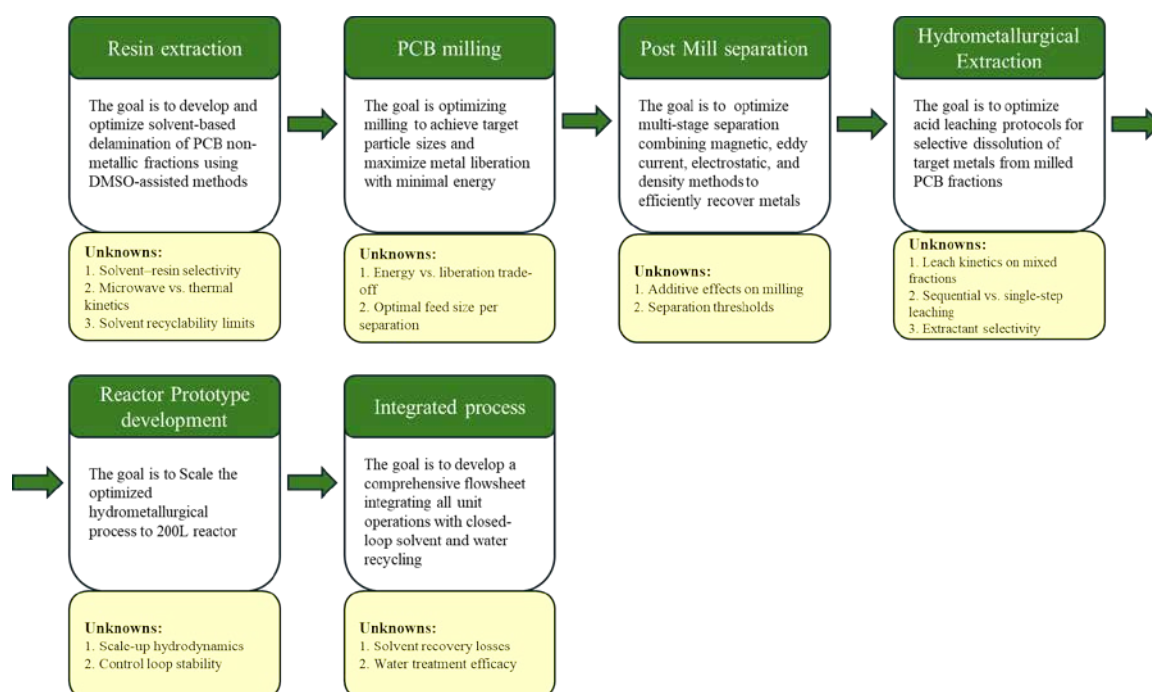 Resin extraction
The goal is to develop and
optimize solvent-based
delamination of PCB non-
metallic fractions using
DMSO-assisted methods
Unknowns:
1. Solvent–resin selectivity
2. Microwave vs. thermal
kinetics
3. Solvent recyclability limits
PCB milling
The goal is optimizing
milling to achieve target
particle sizes and
maximize metal liberation
with minimal energy
Unknowns:
1. Energy vs. liberation trade-
off
2. Optimal feed size per
separation
Post Mill separation
The goal is to optimize
multi-stage separation
combining magnetic, eddy
current, electrostatic, and
density methods to
efficiently recover metals
Unknowns:
1. Additive effects on milling
2. Separation thresholds
Hydrometallurgical
Extraction
The goal is to optimize
acid leaching protocols for
selective dissolution of
target metals from milled
PCB fractions
Unknowns:
1. Leach kinetics on mixed
fractions
2. Sequential vs. single-step
leaching
3. Extractant selectivity
Reactor Prototype
development
The goal is to Scale the
optimized
hydrometallurgical
process to 200L reactor
Unknowns:
1. Scale-up hydrodynamics
2. Control loop stability
Integrated process
The goal is to develop a
comprehensive flowsheet
integrating all unit
operations with closed-
loop solvent and water
recycling
Unknowns:
1. Solvent recovery losses
2. Water treatment efficacy